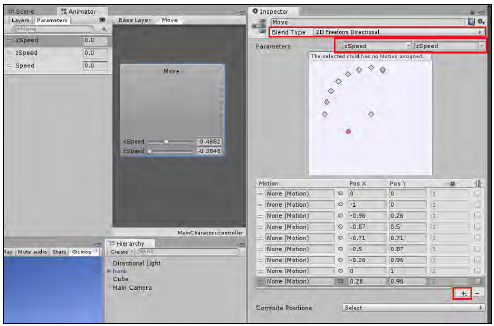 Scene
Animator
Layers
Parameters
Name
xSpeed 0.0
zSpeed 0.0
Speed 0.0
Base Layer
Move
Move
xSpeed -0.4882
zSpeed -0.3848
MainCharacter.controller
Mute audio
Stats
Gizmos
Hierarchy
Create
All
Directional Light
Cube
Main Camera
Inspector
Move
Blend Type 2D Freeform Directional
Parameters xSpeed zSpeed
The selected child has no Motion assigned.
Motion Pos X Pos Y
None (Motion) 0 0
None (Motion) -1 0
None (Motion) -0.96 0.26
None (Motion) -0.87 0.5
None (Motion) -0.71 0.71
None (Motion) -0.5 0.87
None (Motion) -0.26 0.96
None (Motion) 0 1
None (Motion) 0.26 0.96
+ -
Compute Positions Select